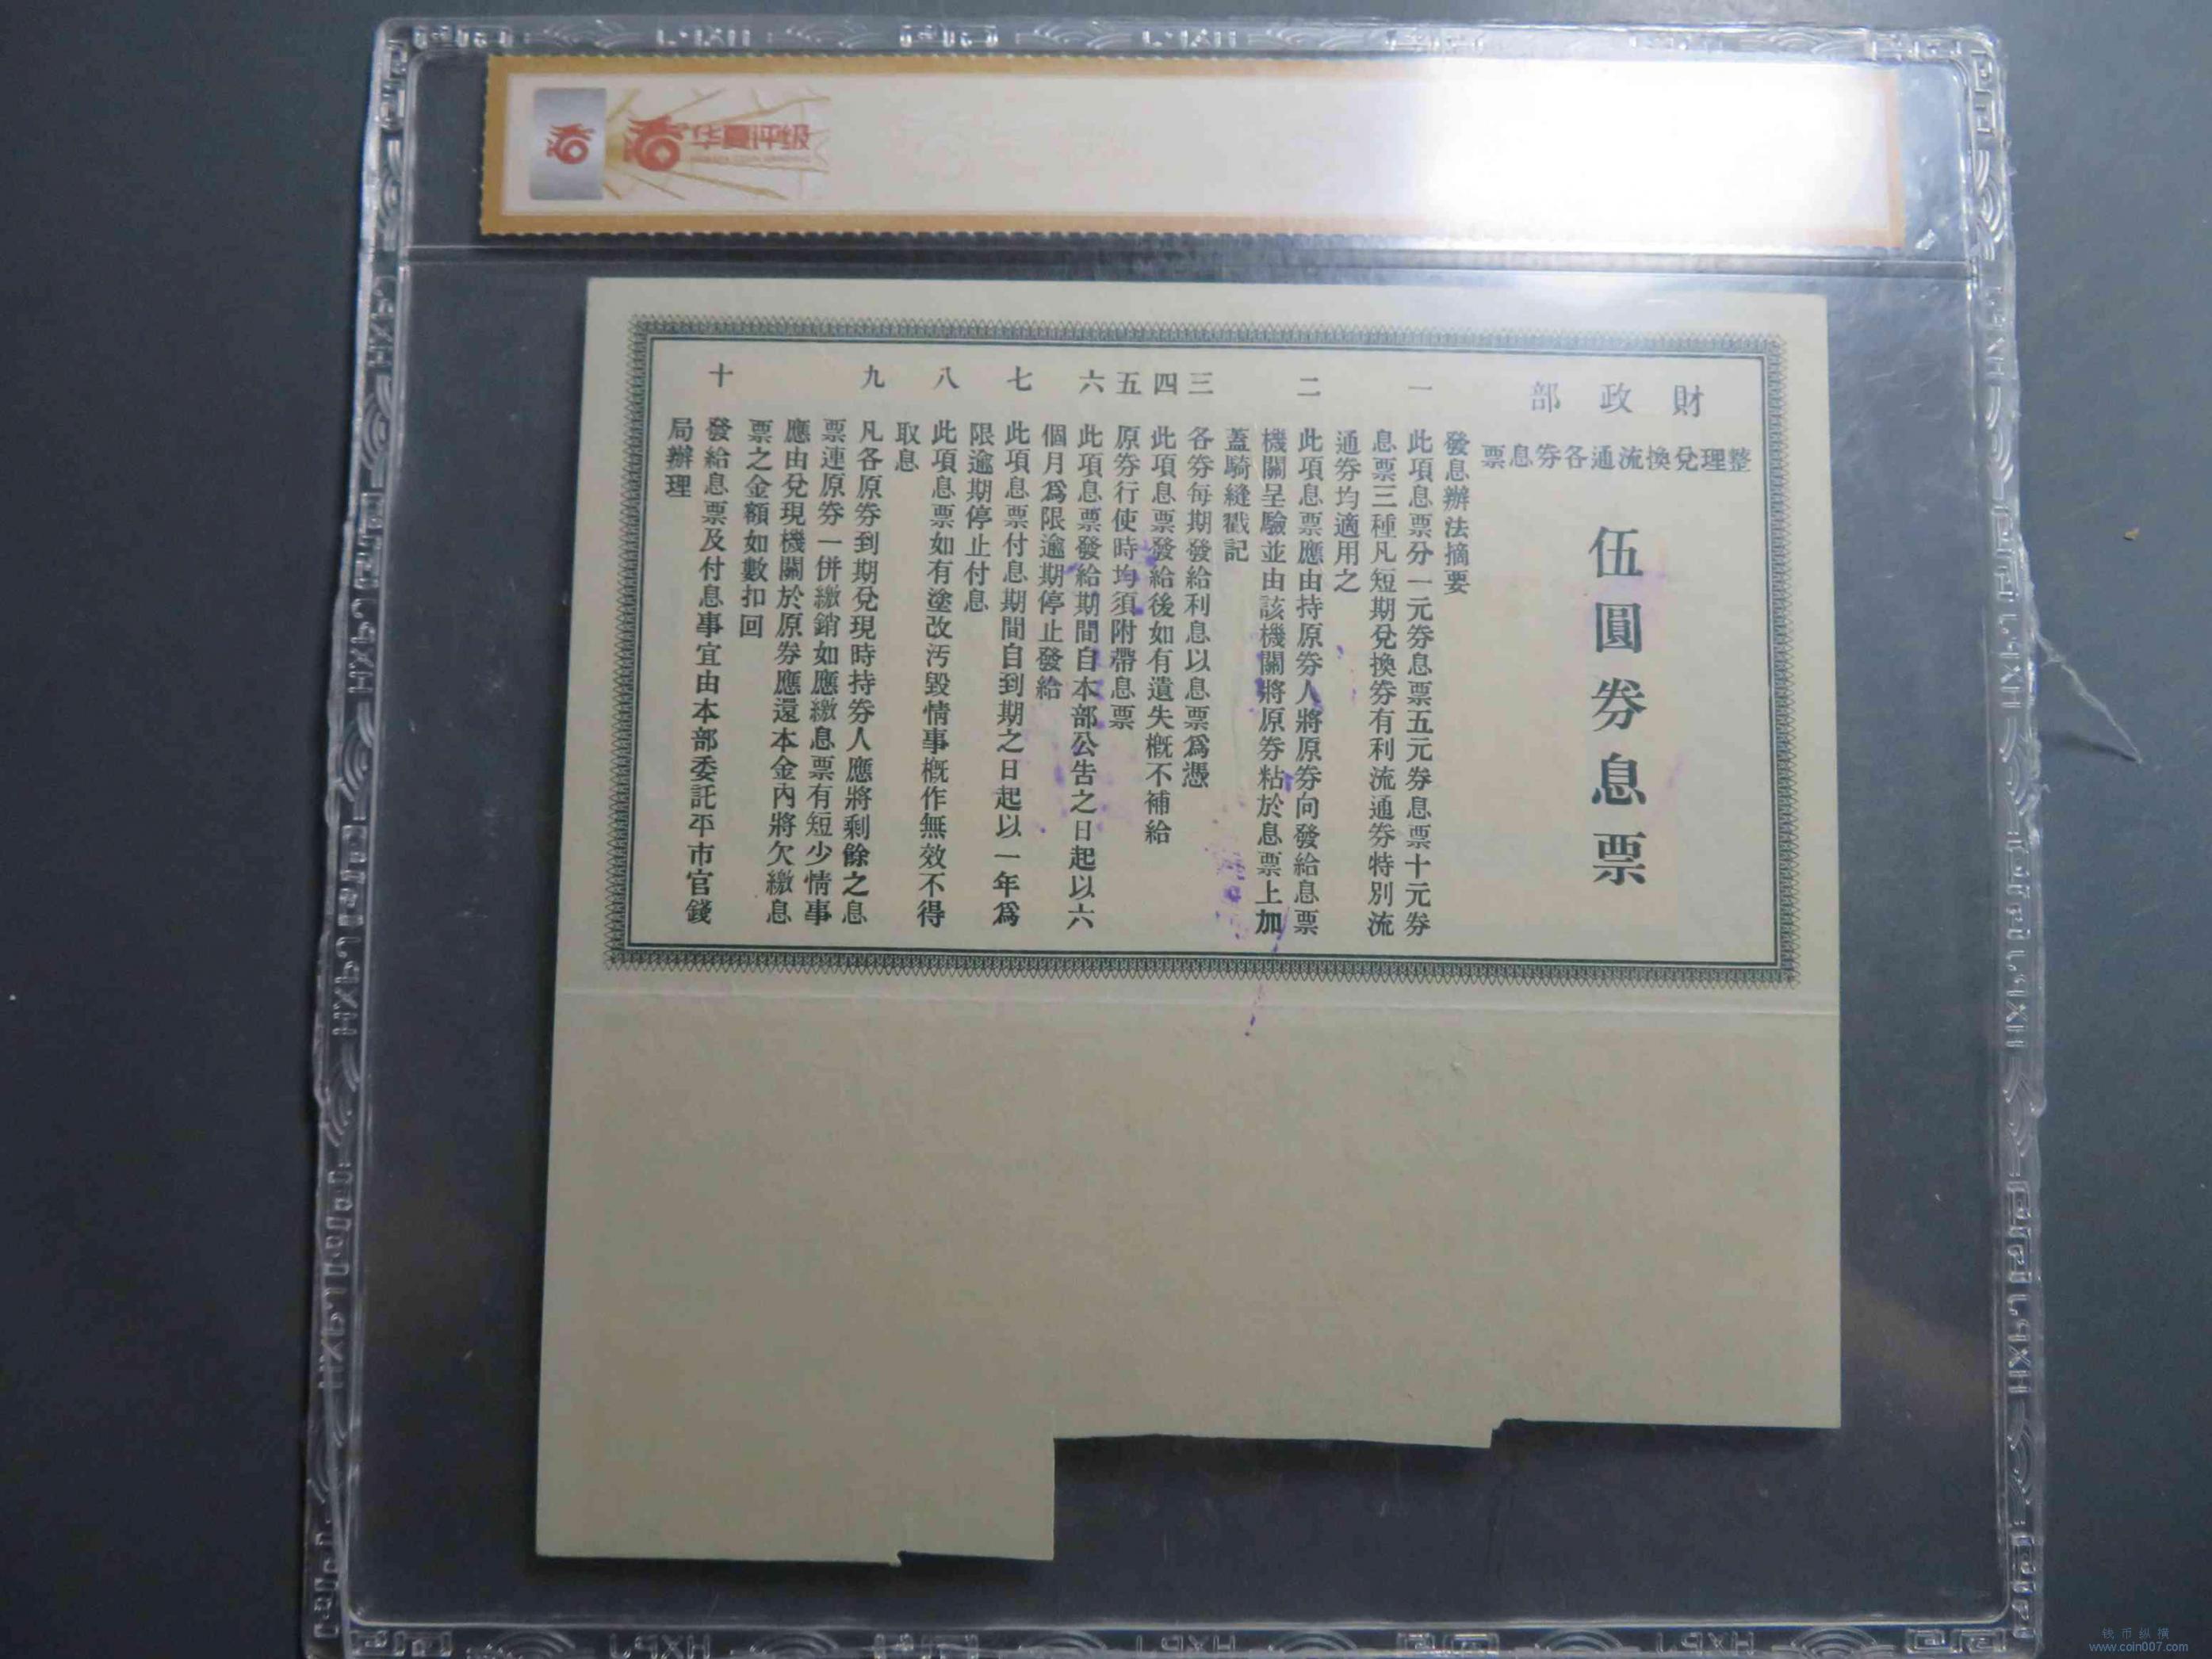 华夏评级
財政部
整理兌換流通各券息票
伍圓券息票
發息辦法摘要
一 此項息票分一元券息票五元券息票十元券
息票三種凡短期兌換券有利流通券特別流
通券均適用之
二 此項息票應由持原券人將原券向發給息票
機關呈驗並由該機關將原券粘於息票上加
蓋騎縫戳記
三 各券每期發給利息以息票爲憑
四 此項息票發給後如有遺失概不補給
五 原券行使時均須附帶息票
六 此項息票發給期間自本部公告之日起以六
個月爲限逾期停止發給
七 此項息票付息期間自到期之日起以一年爲
限逾期停止付息
八 此項息票如有塗改汚毀情事概作無效不得
取息
九 凡各原券到期兌現時持券人應將剩餘之息
票連原券一併繳銷如應繳息票有短少情事
應由兌現機關於原券應還本金內將欠繳息
票之金額如數扣回
十 發給息票及付息事宜由本部委託平市官錢
局辦理
钱币纵横
www.coin007.com